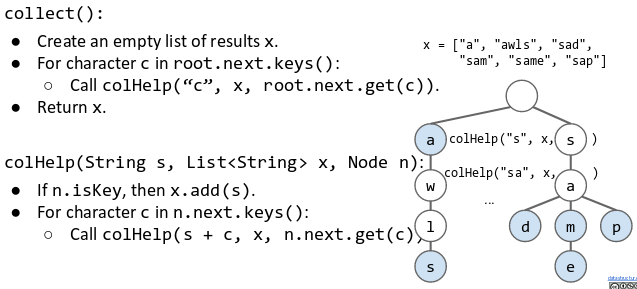 collect():
● Create an empty list of results x.
● For character c in root.next.keys():
○ Call colHelp(“c”, x, root.next.get(c)).
● Return x.
colHelp(String s, List<String> x, Node n):
● If n.isKey, then x.add(s).
● For character c in n.next.keys():
○ Call colHelp(s + c, x, n.next.get(c))
x = ["a", "awls", "sad",
"sam", "same", "sap"]
a colHelp("s", x, s )
colHelp("sa", x, )
w a
...
l d m p
s e